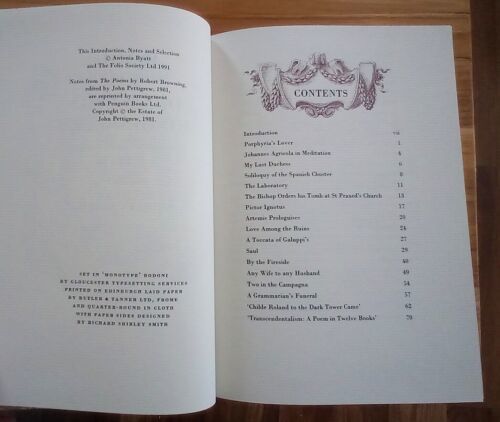 This Introduction, Notes and Selection
© Antonia Byatt
and The Folio Society Ltd 1991.
Notes from The Poems by Robert Browning,
edited by John Pettigrew, 1981,
are reprinted by arrangement
with Penguin Books Ltd.
Copyright © the Estate of
John Pettigrew, 1981.
SET IN 'MONOTYPE' BODONI
BY GLOUCESTER TYPESETTING SERVICES
PRINTED ON EDINBURGH LAID PAPER
BY BUTLER & TANNER LTD, FROME
AND QUARTER-BOUND IN CLOTH
WITH PAPER SIDES DESIGNED
BY RICHARD SHIRLEY SMITH
CONTENTS
Introduction vii
Porphyria's Lover 1
Johannes Agricola in Meditation 4
My Last Duchess 6
Soliloquy of the Spanish Cloister 8
The Laboratory 11
The Bishop Orders his Tomb at St Praxed's Church 13
Pictor Ignotus 17
Artemis Prologuises 20
Love Among the Ruins 24
A Toccata of Galuppi's 27
Saul 29
By the Fireside 40
Any Wife to any Husband 49
Two in the Campagna 54
A Grammarian's Funeral 57
'Childe Roland to the Dark Tower Came' 62
'Transcendentalism: A Poem in Twelve Books' 70